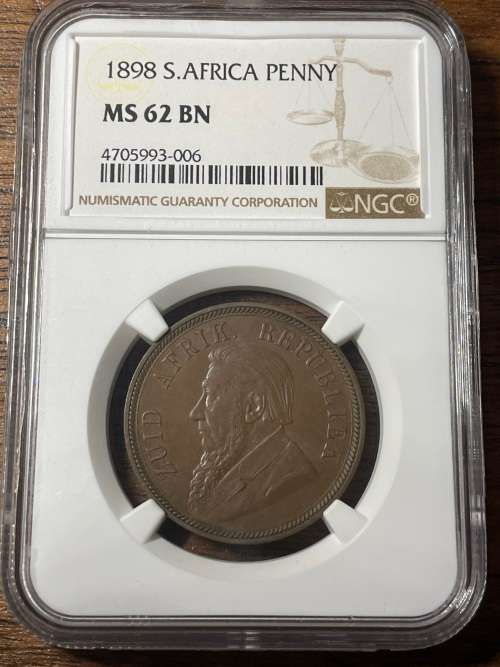 1898 S.AFRICA PENNY
MS 62 BN
4705993-006
NUMISMATIC GUARANTY CORPORATION
NGC®
ZUID AFRIK. REPUBLIEK